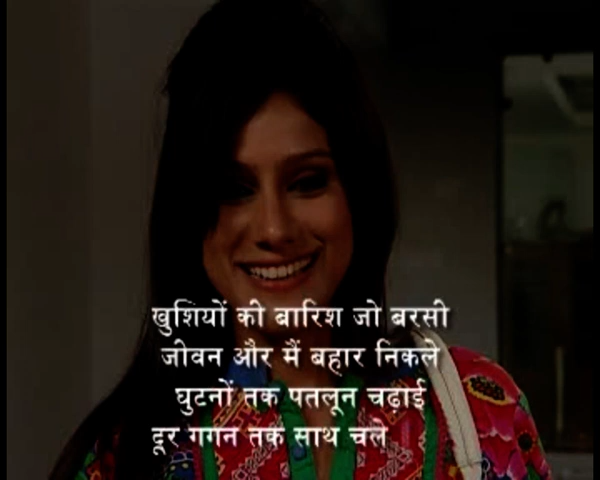 खुशियों की बारिश जो बरसी
जीवन और मैं बहार निकले
घुटनों तक पतलून चढ़ाई
दूर गगन तक साथ चले